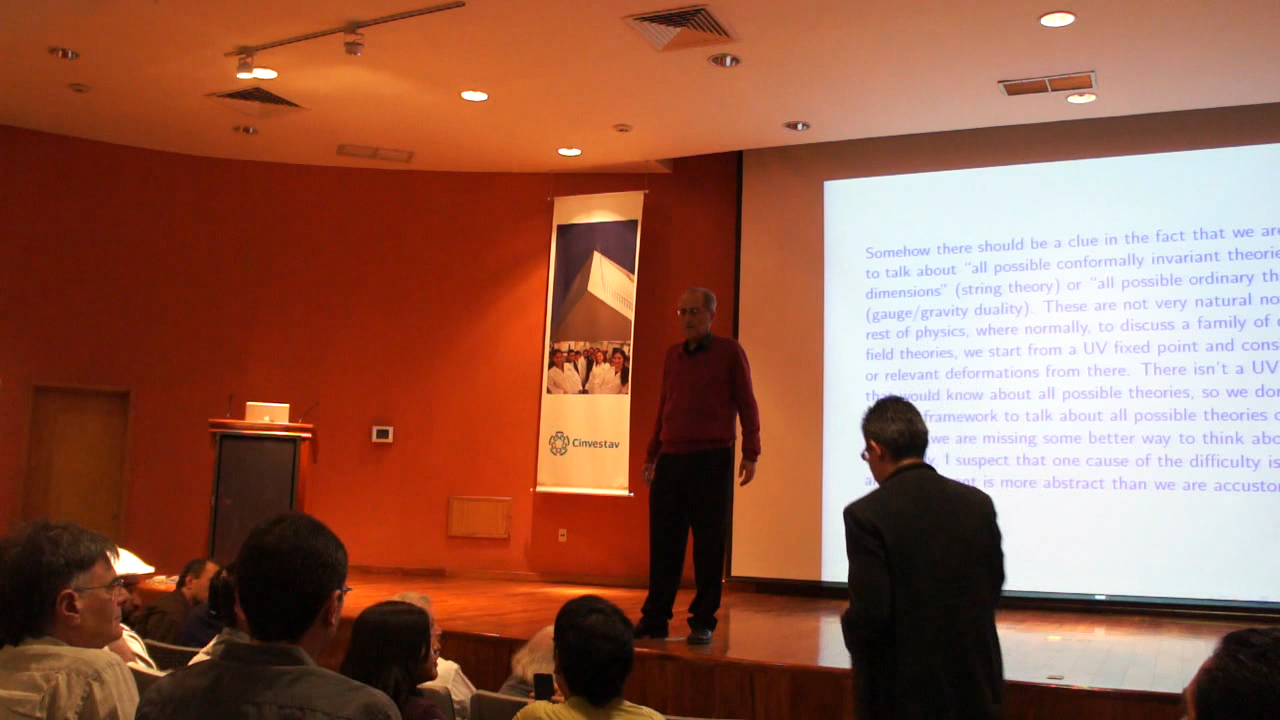 Somehow there should be a clue in the fact that we are
to talk about "all possible conformally invariant theorie
dimensions" (string theory) or "all possible ordinary th
(gauge/gravity duality). These are not very natural no
rest of physics, where normally, to discuss a family of
field theories, we start from a UV fixed point and cons
or relevant deformations from there. There isn't a UV
that would know about all possible theories, so we don
framework to talk about all possible theories
we are missing some better way to think abo
I suspect that one cause of the difficulty is
is more abstract than we are accusto
Cinvestav